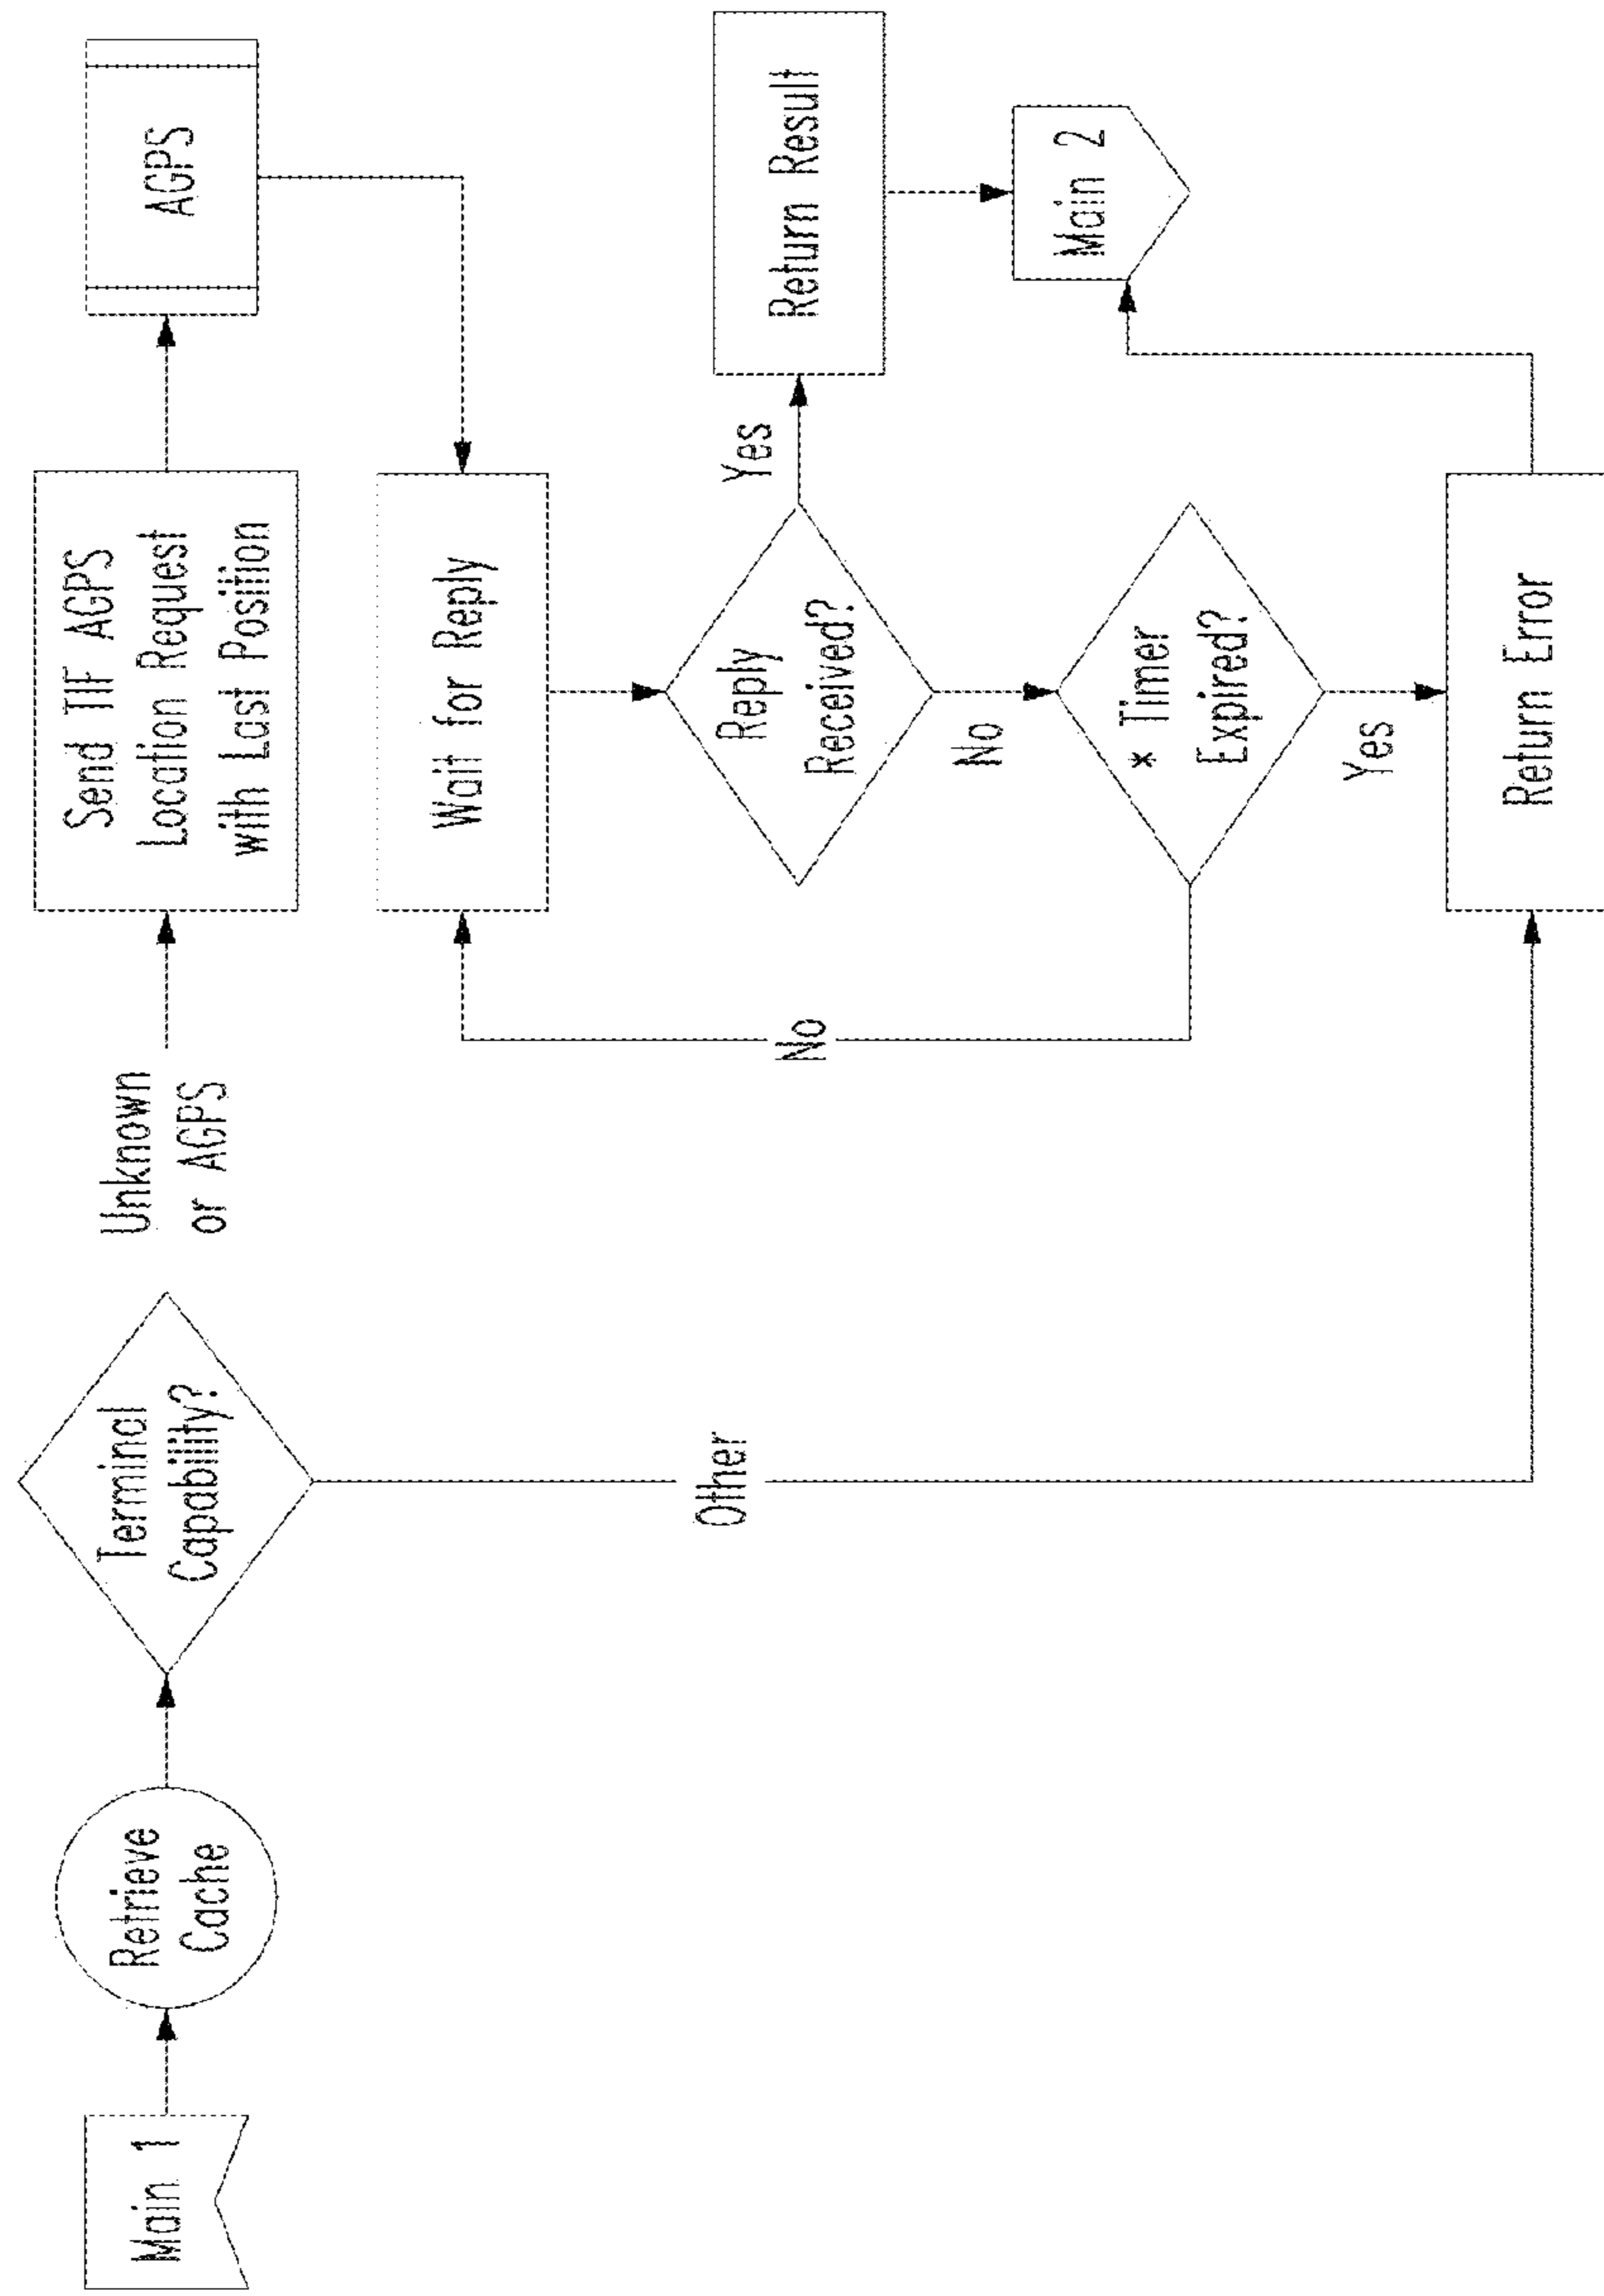 Main 1
Retrieve
Cache
Terminal
Capability?
Unknown
or AGPS
Send TIF AGPS
Location Request
with Last Position
AGPS
Wait for Reply
Reply
Received?
Yes
Return Result
No
* Timer
Expired?
No
Yes
Main 2
Other
Return Error